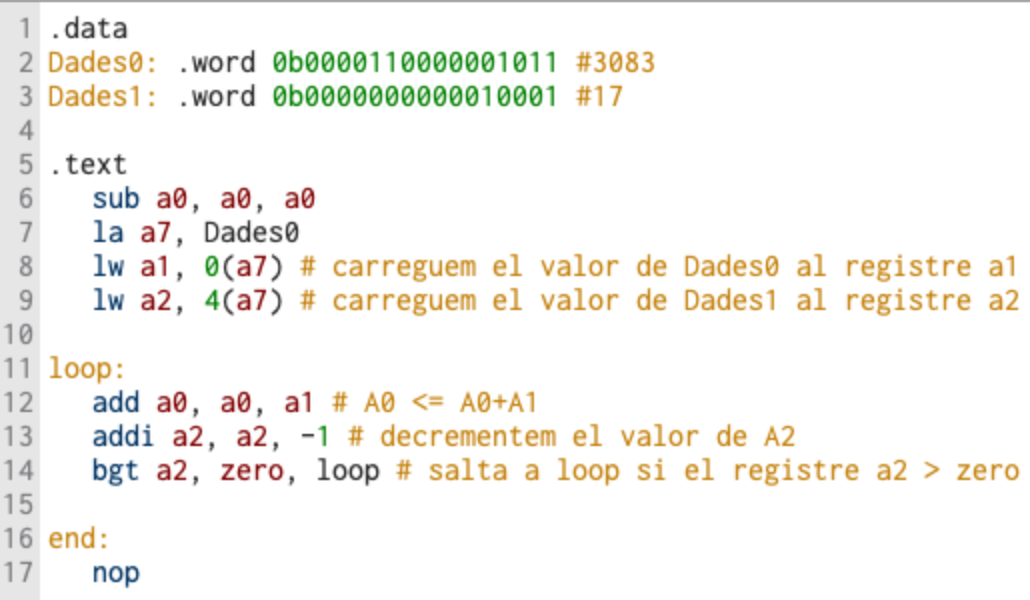 1 .data
2 Dades0: .word 0b0000110000001011 #3083
3 Dades1: .word 0b0000000000010001 #17
4
5 .text
6 sub a0, a0, a0
7 la a7, Dades0
8 lw a1, 0(a7) # carreguem el valor de Dades0 al registre a1
9 lw a2, 4(a7) # carreguem el valor de Dades1 al registre a2
10
11 loop:
12 add a0, a0, a1 # A0 <= A0+A1
13 addi a2, a2, -1 # decrementem el valor de A2
14 bgt a2, zero, loop # salta a loop si el registre a2 > zero
15
16 end:
17 nop